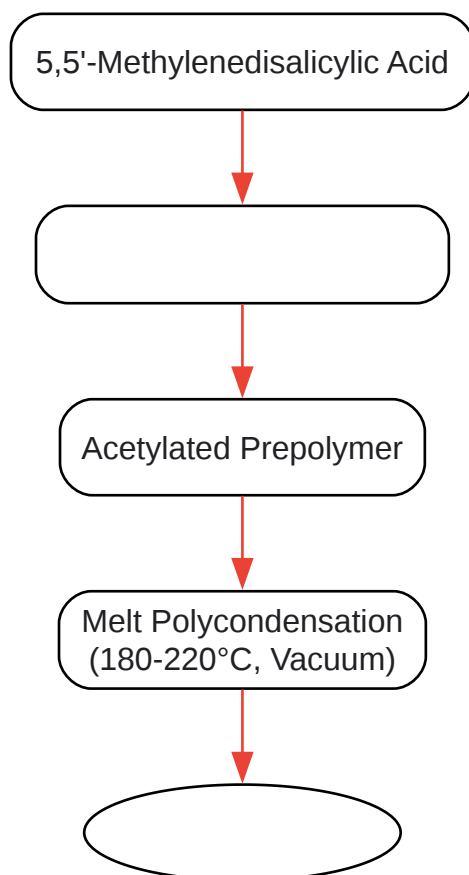 5,5'-Methylenedisalicylic Acid
Acetylated Prepolymer
Melt Polycondensation
(180-220°C, Vacuum)